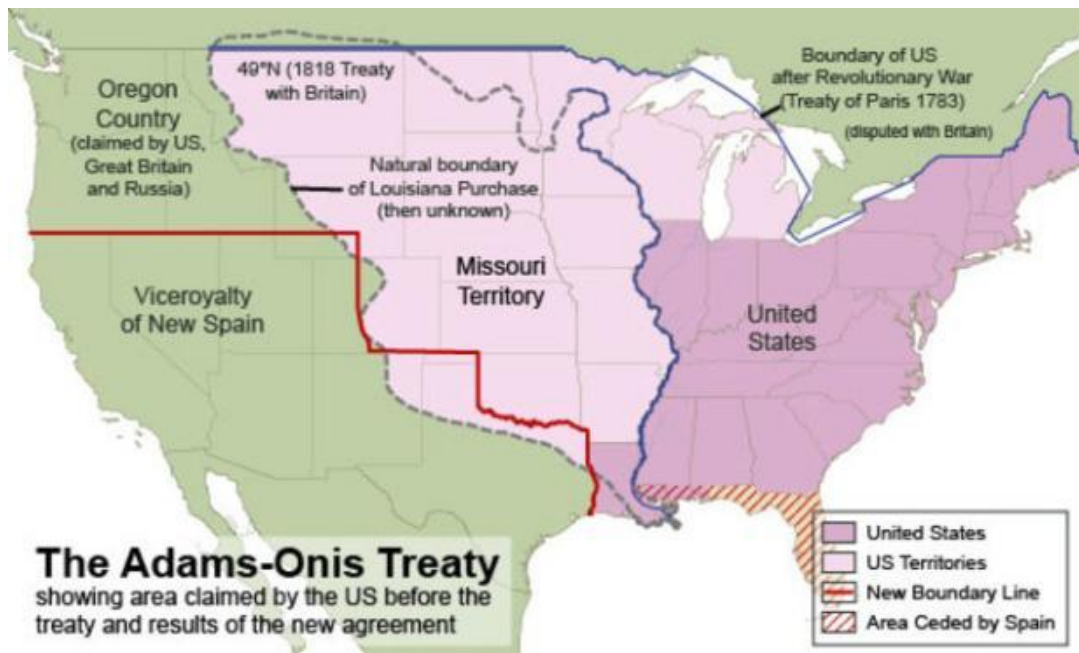 Oregon
Country
(claimed by US,
Great Britain
and Russia)
49°N (1818 Treaty
with Britain)
Boundary of US
after Revolutionary War
(Treaty of Paris 1783)
(disputed with Britain)
Natural boundary
of Louisiana Purchase
(then unknown)
Viceroyalty
of New Spain
Missouri
Territory
United
States
The Adams-Onis Treaty
showing area claimed by the US before the
treaty and results of the new agreement
United States
US Territories
New Boundary Line
Area Ceded by Spain